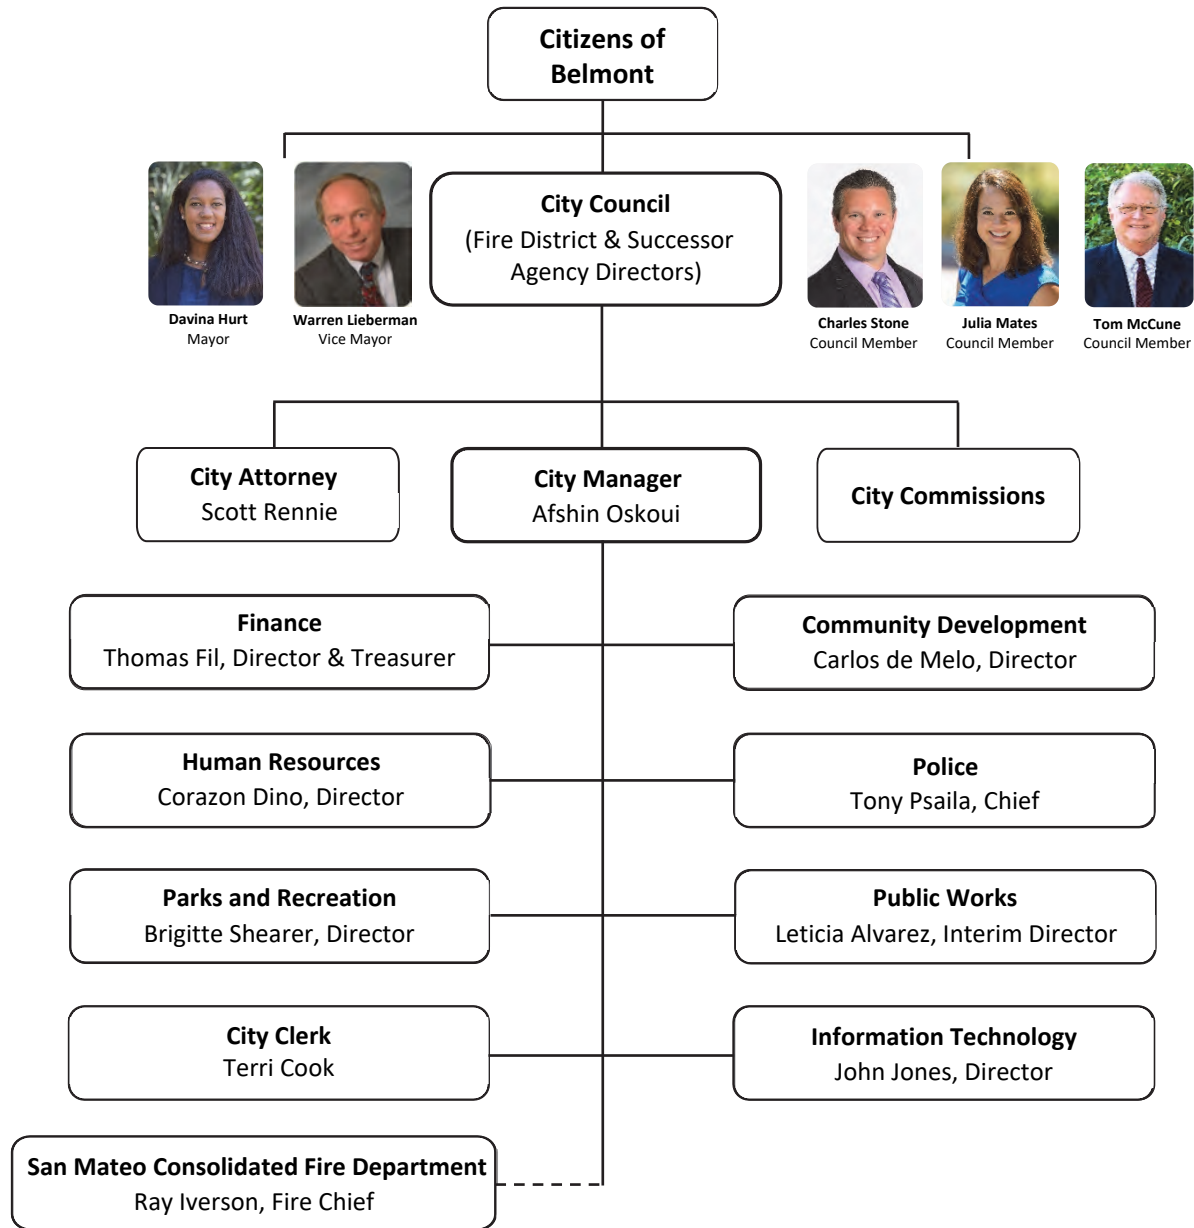 Citizens of
Belmont
City Council
(Fire District & Successor
Agency Directors)
Davina Hurt
Mayor
Warren Lieberman
Vice Mayor
Charles Stone
Council Member
Julia Mates
Council Member
Tom McCune
Council Member
City Attorney
Scott Rennie
City Manager
Afshin Oskoui
City Commissions
Finance
Thomas Fil, Director & Treasurer
Community Development
Carlos de Melo, Director
Human Resources
Corazon Dino, Director
Police
Tony Psaila, Chief
Parks and Recreation
Brigitte Shearer, Director
Public Works
Leticia Alvarez, Interim Director
City Clerk
Terri Cook
Information Technology
John Jones, Director
San Mateo Consolidated Fire Department
Ray Iverson, Fire Chief